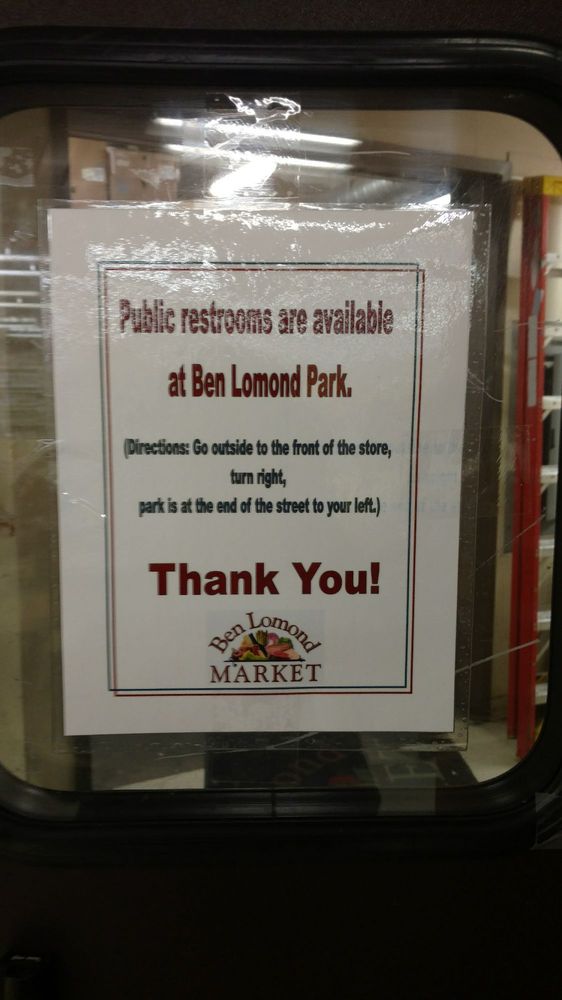 Public restrooms are available
at Ben Lomond Park.
(Directions: Go outside to the front of the store,
turn right,
park is at the end of the street to your left.)
Thank You!
Ben Lomond
MARKET